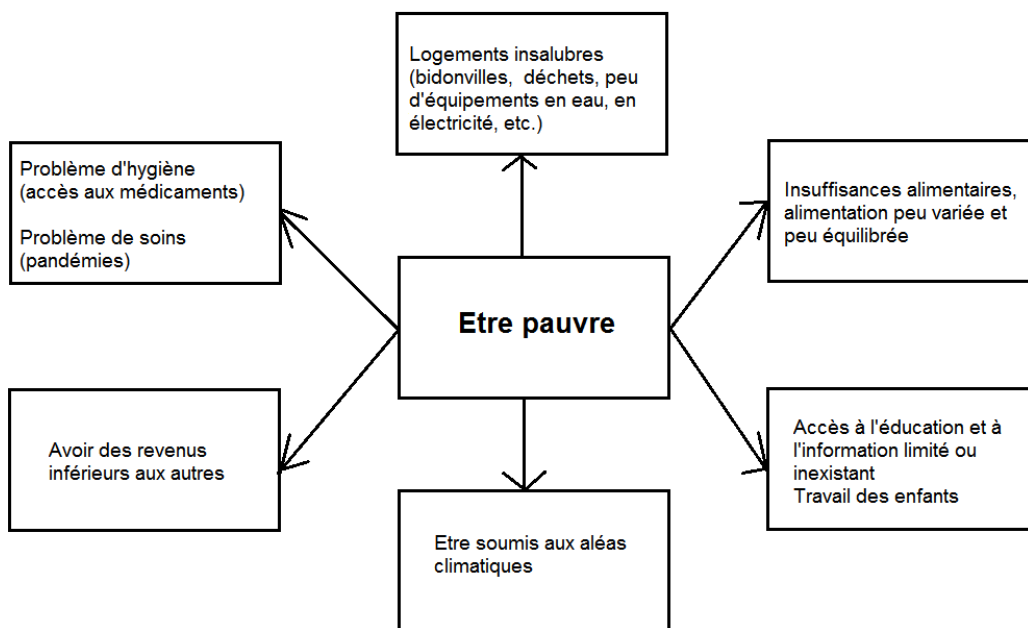 Logements insalubres
(bidonvilles, déchets, peu
d'équipements en eau, en
électricité, etc.)
Problème d'hygiène
(accès aux médicaments)
Problème de soins
(pandémies)
Insuffisances alimentaires,
alimentation peu variée et
peu équilibrée
Etre pauvre
Avoir des revenus
inférieurs aux autres
Accès à l'éducation et à
l'information limité ou
inexistant
Travail des enfants
Etre soumis aux aléas
climatiques